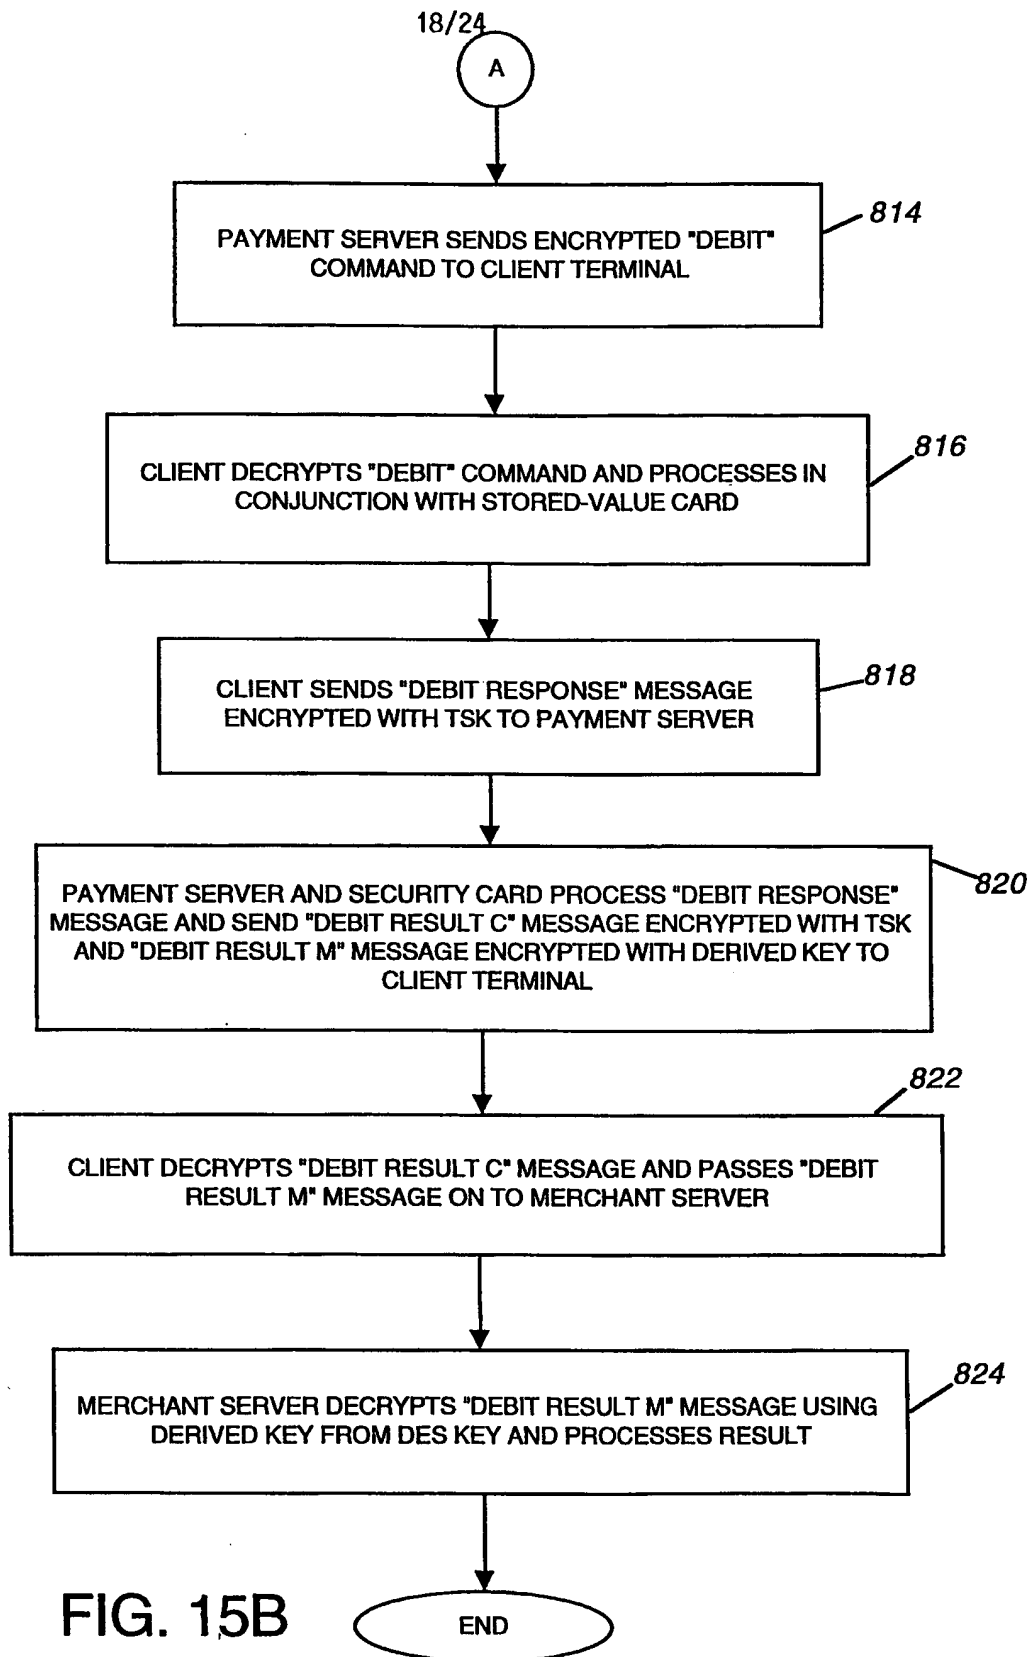 18/24
A
PAYMENT SERVER SENDS ENCRYPTED "DEBIT"
COMMAND TO CLIENT TERMINAL
814
CLIENT DECRYPTS "DEBIT" COMMAND AND PROCESSES IN
CONJUNCTION WITH STORED-VALUE CARD
816
CLIENT SENDS "DEBIT RESPONSE" MESSAGE
ENCRYPTED WITH TSK TO PAYMENT SERVER
818
PAYMENT SERVER AND SECURITY CARD PROCESS "DEBIT RESPONSE"
MESSAGE AND SEND "DEBIT RESULT C" MESSAGE ENCRYPTED WITH TSK
AND "DEBIT RESULT M" MESSAGE ENCRYPTED WITH DERIVED KEY TO
CLIENT TERMINAL
820
822
CLIENT DECRYPTS "DEBIT RESULT C" MESSAGE AND PASSES "DEBIT
RESULT M" MESSAGE ON TO MERCHANT SERVER
MERCHANT SERVER DECRYPTS "DEBIT RESULT M" MESSAGE USING
DERIVED KEY FROM DES KEY AND PROCESSES RESULT
824
END
FIG. 15B